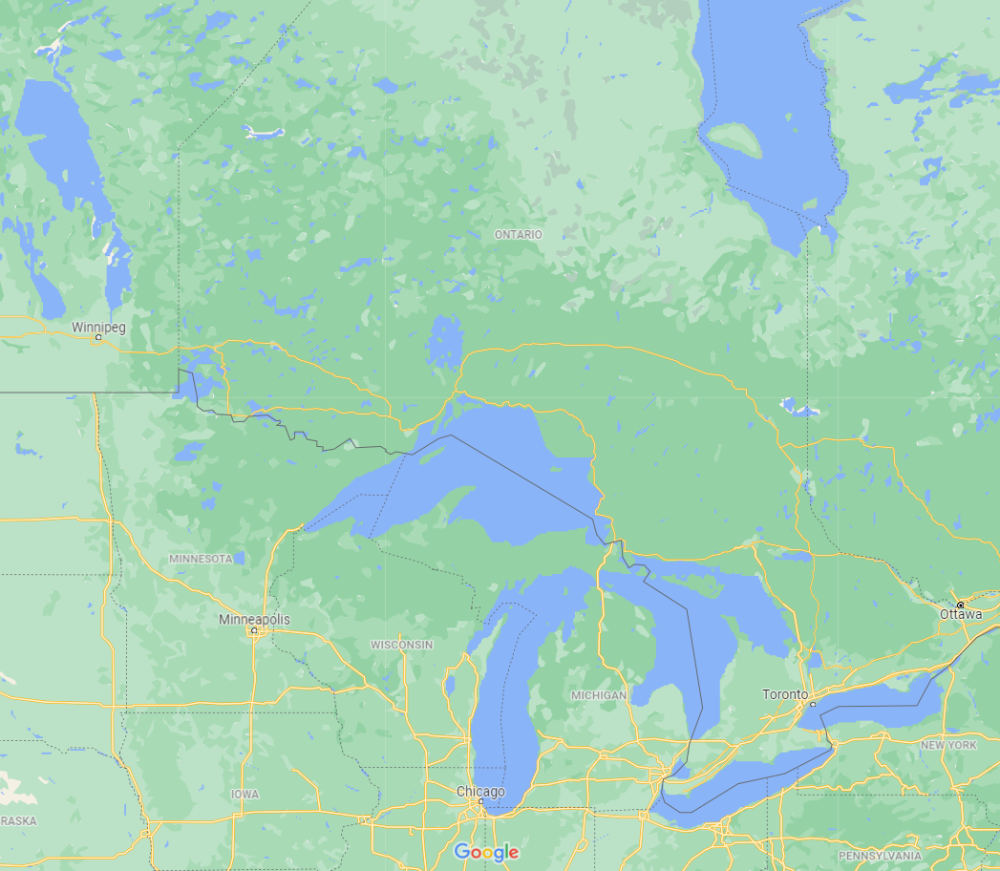 ONTARIO
Winnipeg
MINNESOTA
Minneapolis
Ottawa
WISCONSIN
MICHIGAN
Toronto
NEW YORK
Chicago
IOWA
RASKA
Google
PENNSYLVANIA